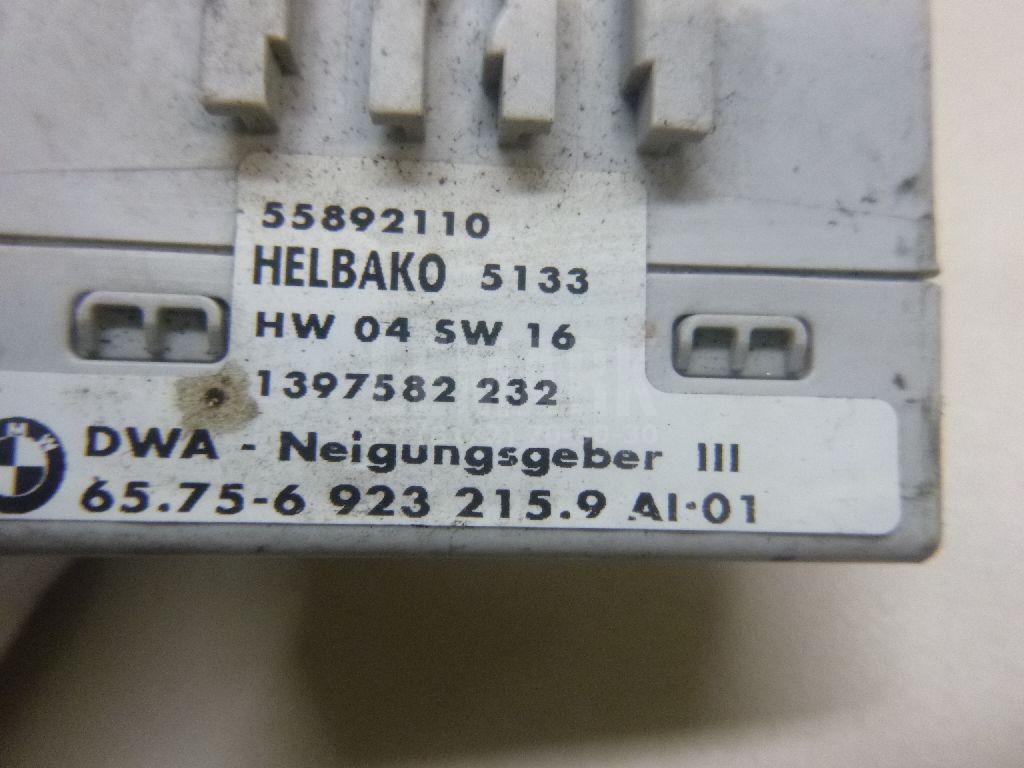 55892110
HELBAKO 5133
HW 04 SW 16
1397582 232
DWA - Neigungsgeber III
65.75-6 923 215.9 AI·01